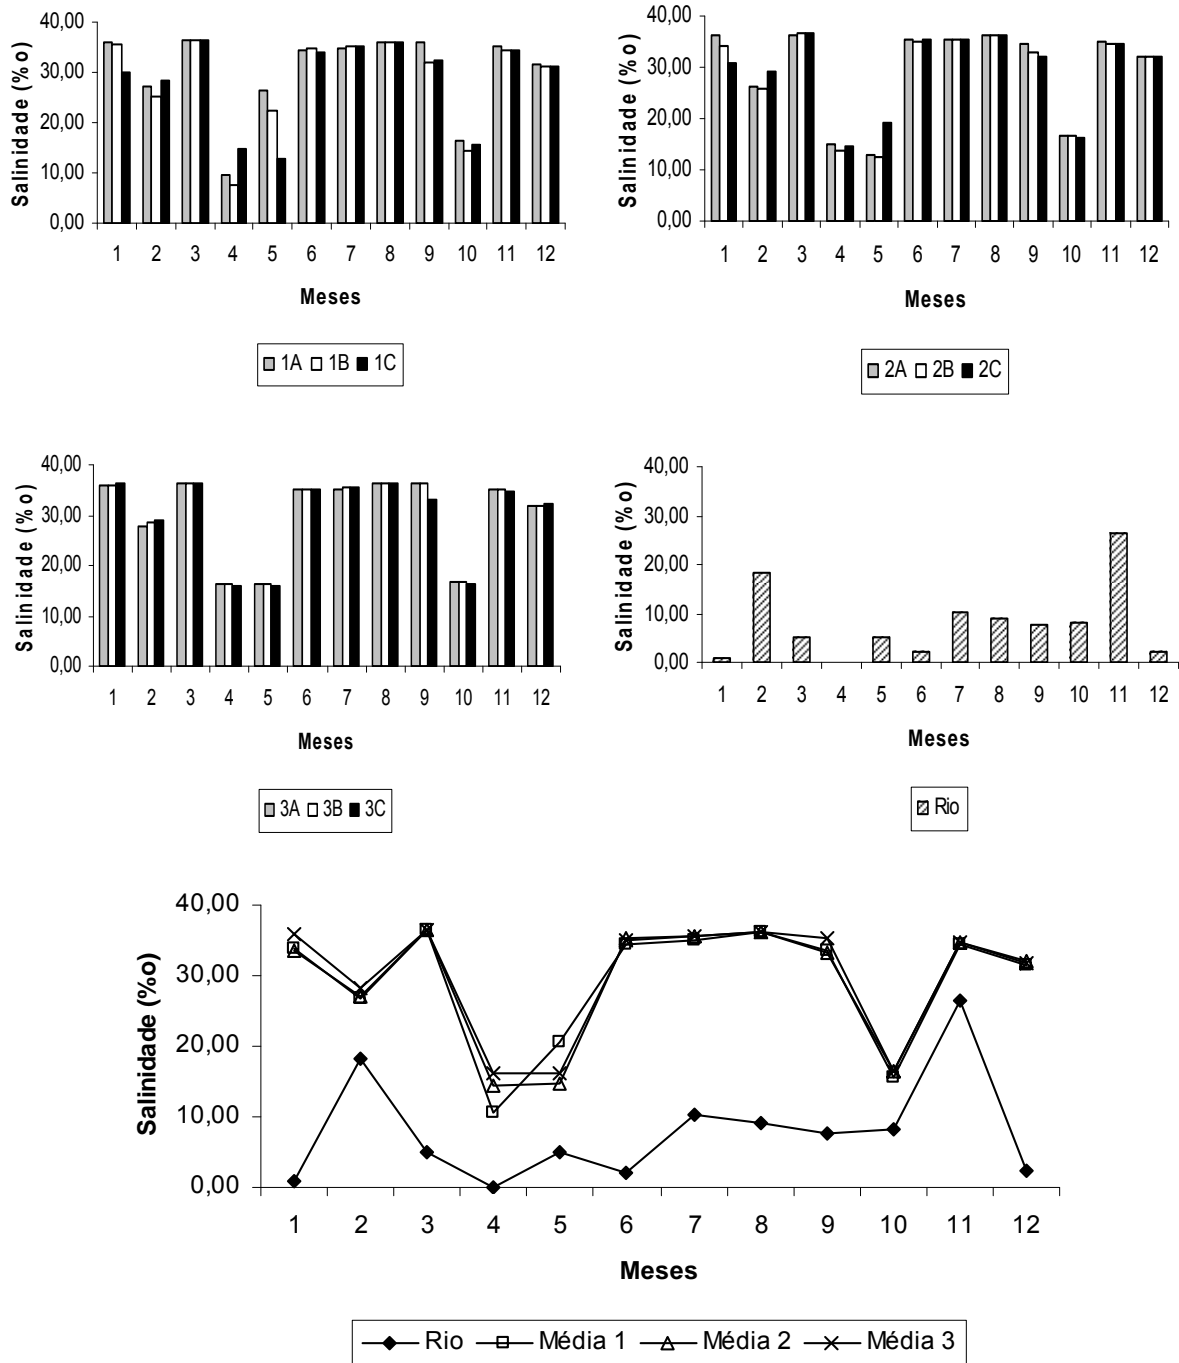 Salinidade (%o)
40,00
30,00
20,00
10,00
0,00
1 2 3 4 5 6 7 8 9 10 11 12
Meses
1A 1B 1C
Salinidade (%o)
40,00
30,00
20,00
10,00
0,00
1 2 3 4 5 6 7 8 9 10 11 12
Meses
2A 2B 2C
Salinidade (%o)
40,00
30,00
20,00
10,00
0,00
1 2 3 4 5 6 7 8 9 10 11 12
Meses
3A 3B 3C
Salinidade (%o)
40,00
30,00
20,00
10,00
0,00
1 2 3 4 5 6 7 8 9 10 11 12
Meses
Rio
Salinidade (%o)
40,00
30,00
20,00
10,00
0,00
1 2 3 4 5 6 7 8 9 10 11 12
Meses
Rio Média 1 Média 2 Média 3